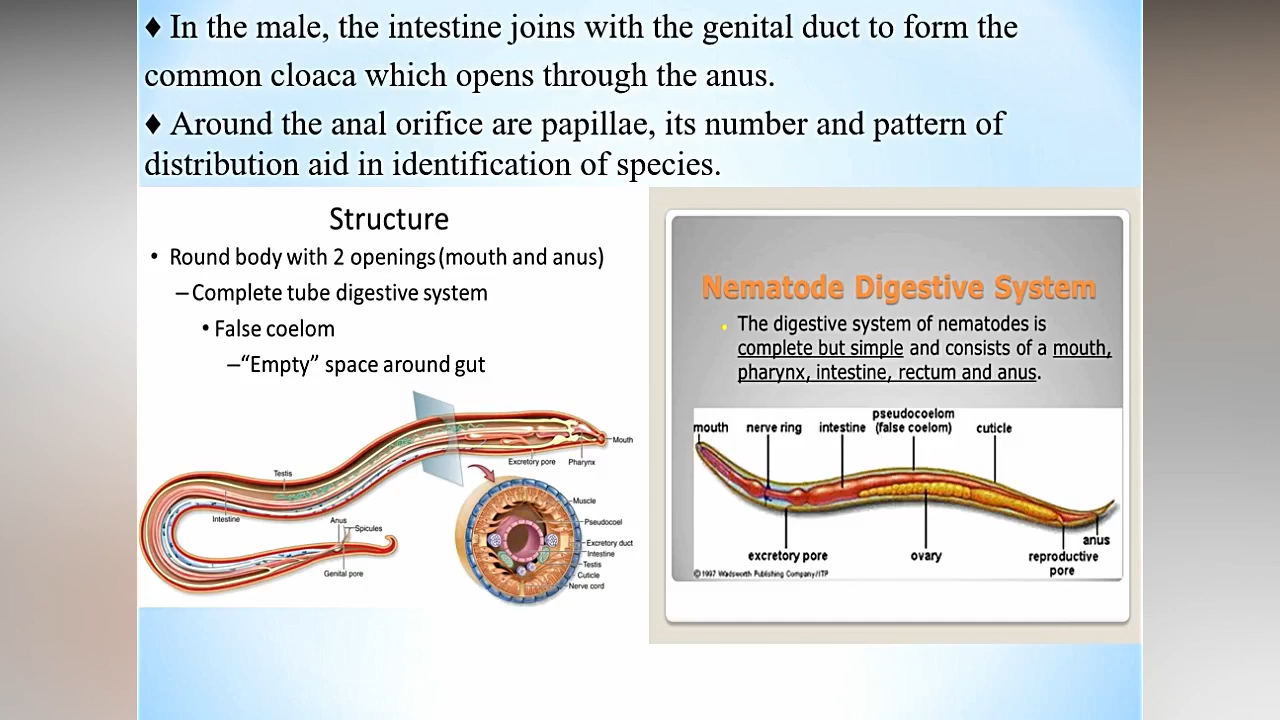 ♦ In the male, the intestine joins with the genital duct to form the
common cloaca which opens through the anus.
♦ Around the anal orifice are papillae, its number and pattern of
distribution aid in identification of species.
Structure
• Round body with 2 openings (mouth and anus)
– Complete tube digestive system
• False coelom
– “Empty” space around gut
Mouth
Excretory pore
Pharynx
Testis
Intestine
Anus
Spicules
Genital pore
Muscle
Pseudocoel
Excretory duct
Intestine
Testis
Cuticle
Nerve cord
Nematode Digestive System
• The digestive system of nematodes is
complete but simple and consists of a mouth,
pharynx, intestine, rectum and anus.
pseudocoelom
mouth nerve ring intestine (false coelom) cuticle
anus
excretory pore ovary reproductive
pore
©1997 Wadsworth Publishing Company/ITP